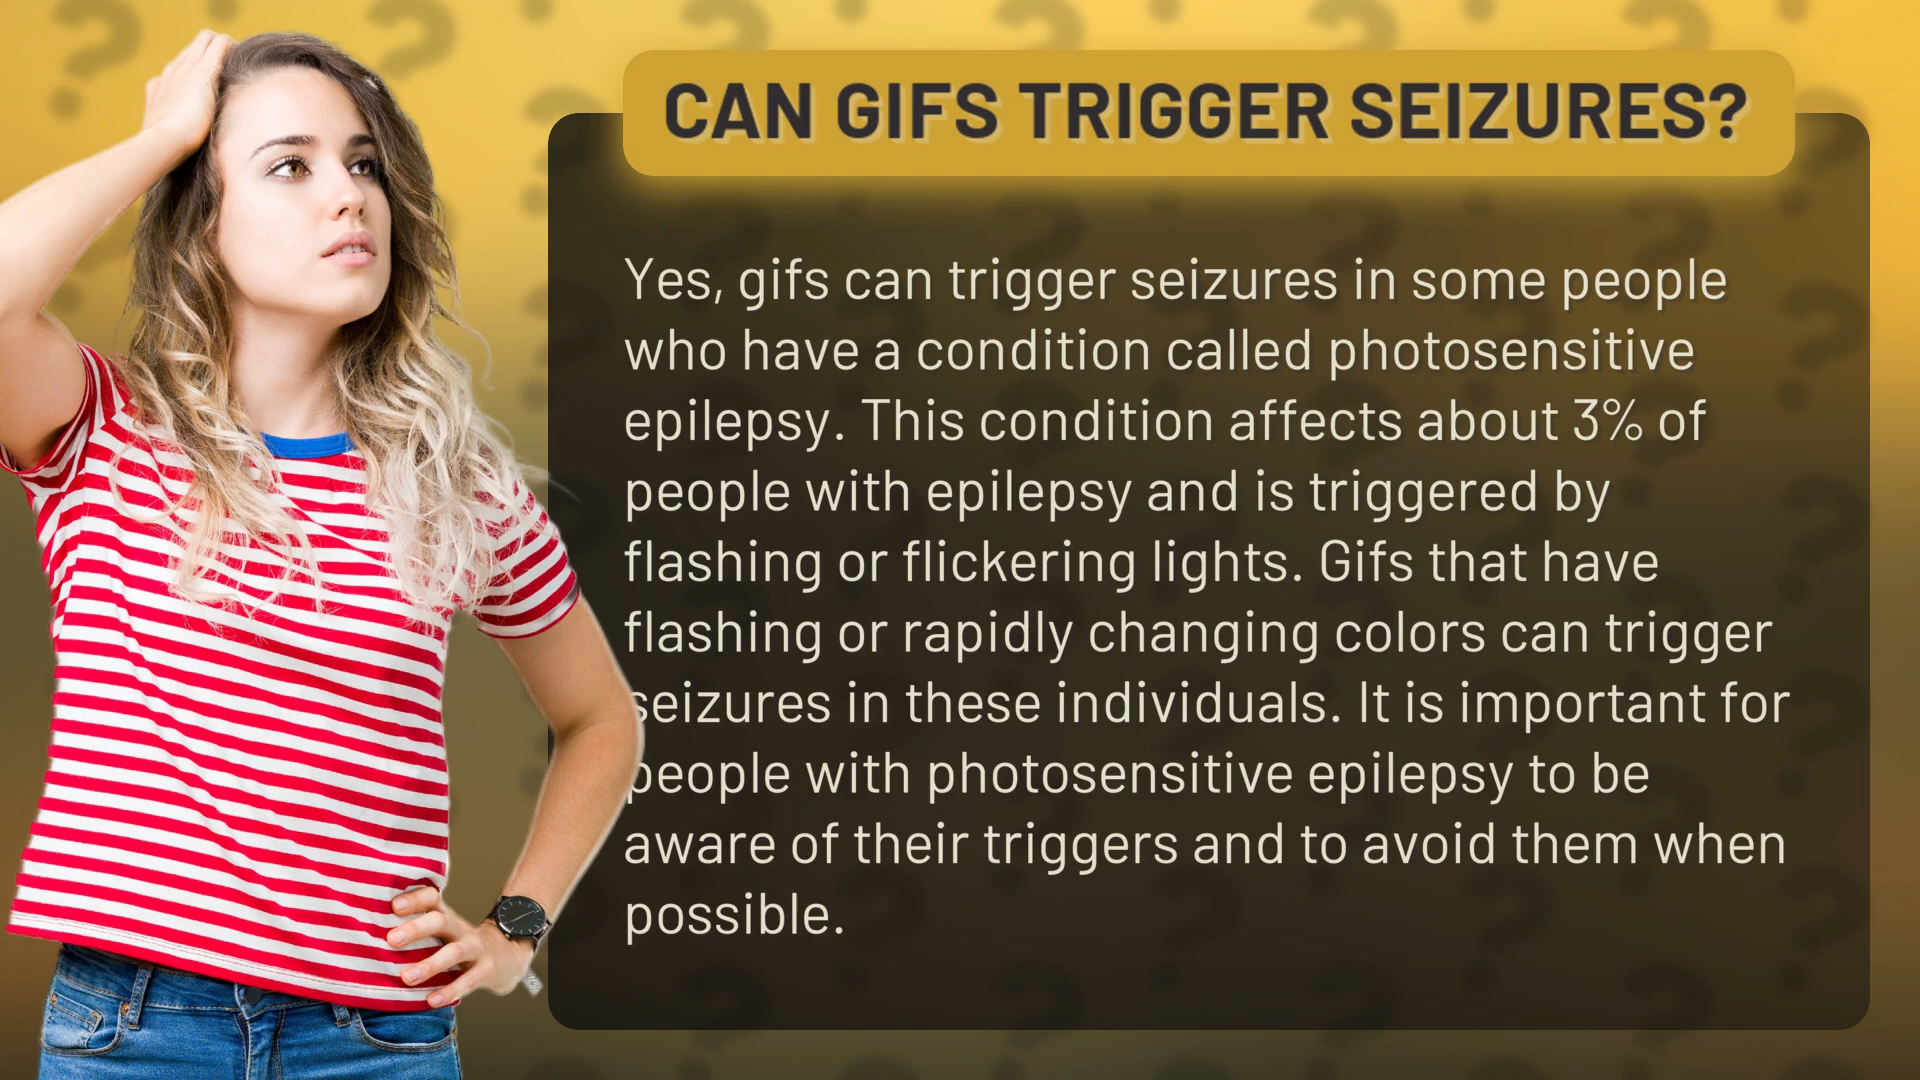 CAN GIFS TRIGGER SEIZURES?
Yes, gifs can trigger seizures in some people
who have a condition called photosensitive
epilepsy. This condition affects about 3% of
people with epilepsy and is triggered by
flashing or flickering lights. Gifs that have
flashing or rapidly changing colors can trigger
seizures in these individuals. It is important for
people with photosensitive epilepsy to be
aware of their triggers and to avoid them when
possible.